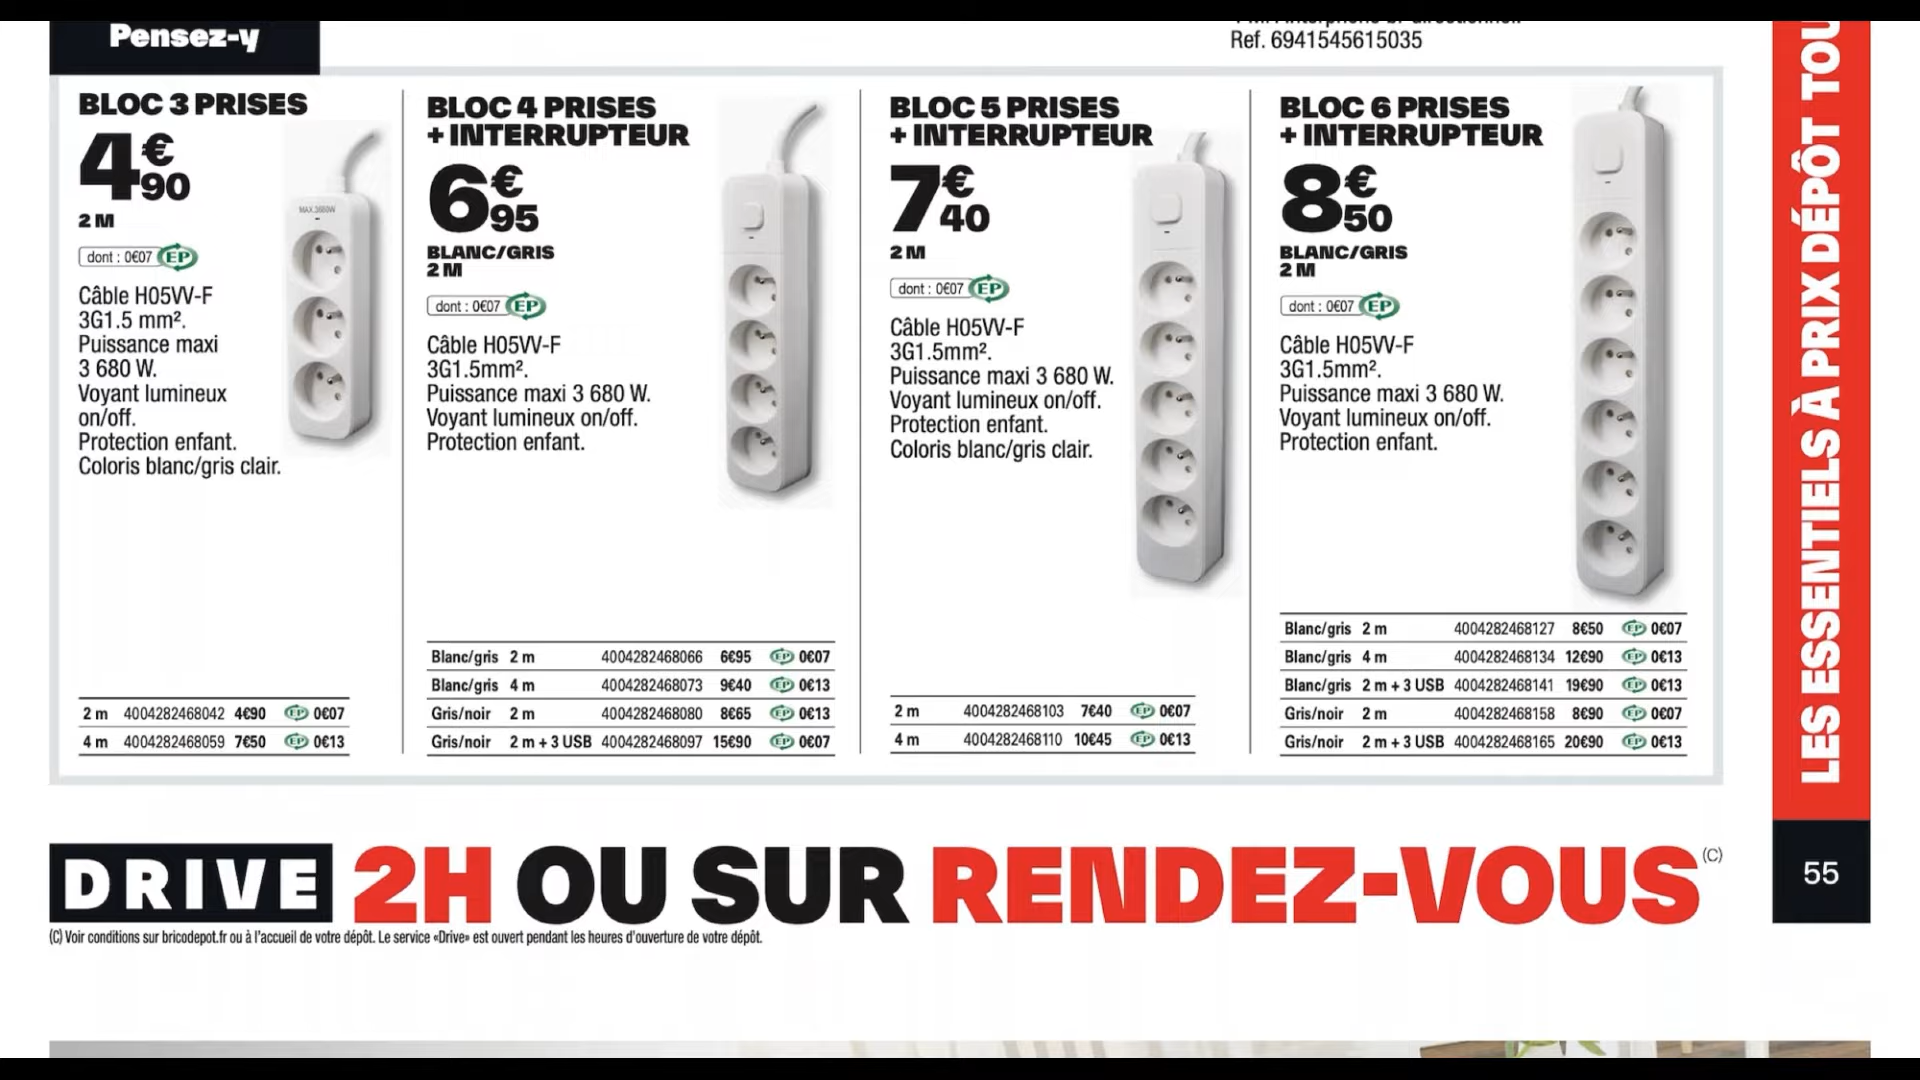 Pensez-y
Ref. 6941545615035
BLOC 3 PRISES
4€90
2 M
dont : 0€07 EP
Câble H05VV-F
3G1.5 mm².
Puissance maxi
3 680 W.
Voyant lumineux
on/off.
Protection enfant.
Coloris blanc/gris clair.
MAX.3680W
2 m 4004282468042 4€90 EP 0€07
4 m 4004282468059 7€50 EP 0€13
BLOC 4 PRISES
+ INTERRUPTEUR
6€95
BLANC/GRIS
2 M
dont : 0€07 EP
Câble H05VV-F
3G1.5mm².
Puissance maxi 3 680 W.
Voyant lumineux on/off.
Protection enfant.
Blanc/gris 2 m 4004282468066 6€95 EP 0€07
Blanc/gris 4 m 4004282468073 9€40 EP 0€13
Gris/noir 2 m 4004282468080 8€65 EP 0€13
Gris/noir 2 m + 3 USB 4004282468097 15€90 EP 0€07
BLOC 5 PRISES
+ INTERRUPTEUR
7€40
2 M
dont : 0€07 EP
Câble H05VV-F
3G1.5mm².
Puissance maxi 3 680 W.
Voyant lumineux on/off.
Protection enfant.
Coloris blanc/gris clair.
2 m 4004282468103 7€40 EP 0€07
4 m 4004282468110 10€45 EP 0€13
BLOC 6 PRISES
+ INTERRUPTEUR
8€50
BLANC/GRIS
2 M
dont : 0€07 EP
Câble H05VV-F
3G1.5mm².
Puissance maxi 3 680 W.
Voyant lumineux on/off.
Protection enfant.
Blanc/gris 2 m 4004282468127 8€50 EP 0€07
Blanc/gris 4 m 4004282468134 12€90 EP 0€13
Blanc/gris 2 m + 3 USB 4004282468141 19€90 EP 0€13
Gris/noir 2 m 4004282468158 8€90 EP 0€07
Gris/noir 2 m + 3 USB 4004282468165 20€90 EP 0€13
LES ESSENTIELS À PRIX DÉPÔT TOU
55
DRIVE 2H OU SUR RENDEZ-VOUS (C)
(C) Voir conditions sur bricodepot.fr ou à l'accueil de votre dépôt. Le service «Drive» est ouvert pendant les heures d'ouverture de votre dépôt.